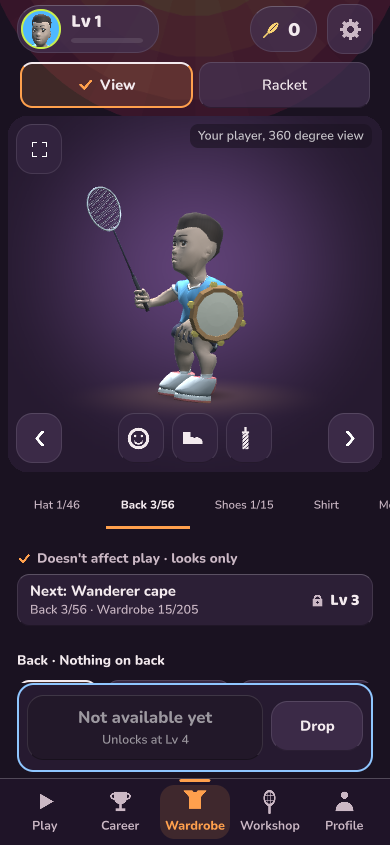 Lv 1
0
View
Racket
Your player, 360 degree view
Hat 1/46
Back 3/56
Shoes 1/15
Shirt
Doesn't affect play · looks only
Next: Wanderer cape
Back 3/56 · Wardrobe 15/205
Lv 3
Back · Nothing on back
Not available yet
Unlocks at Lv 4
Drop
Play
Career
Wardrobe
Workshop
Profile